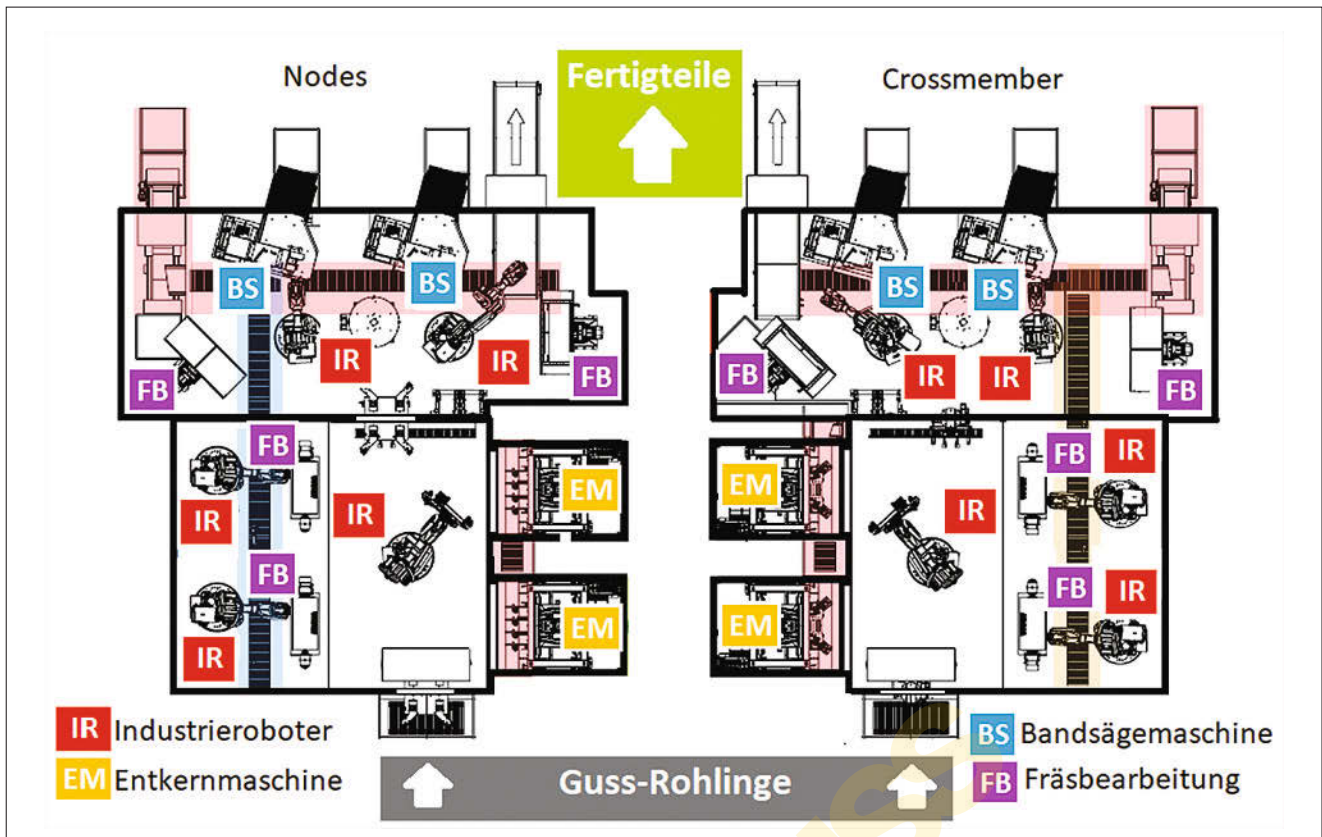 Nodes
Fertigteile
Crossmember
BS
BS
BS
BS
IR
IR
IR
IR
FB
FB
FB
FB
FB
IR
IR
EM
EM
IR
FB
IR
FB
IR
EM
EM
FB
IR
IR
IR Industrieroboter
EM Entkernmaschine
Guss-Rohlinge
BS Bandsägemaschine
FB Fräsbearbeitung